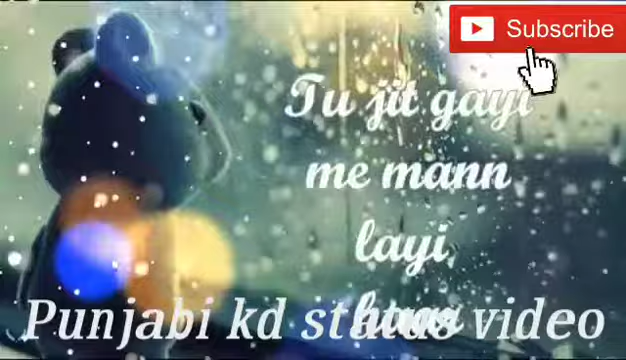 Subscribe
Tu jit gayi
me mann
layi
Punjabi kd status video